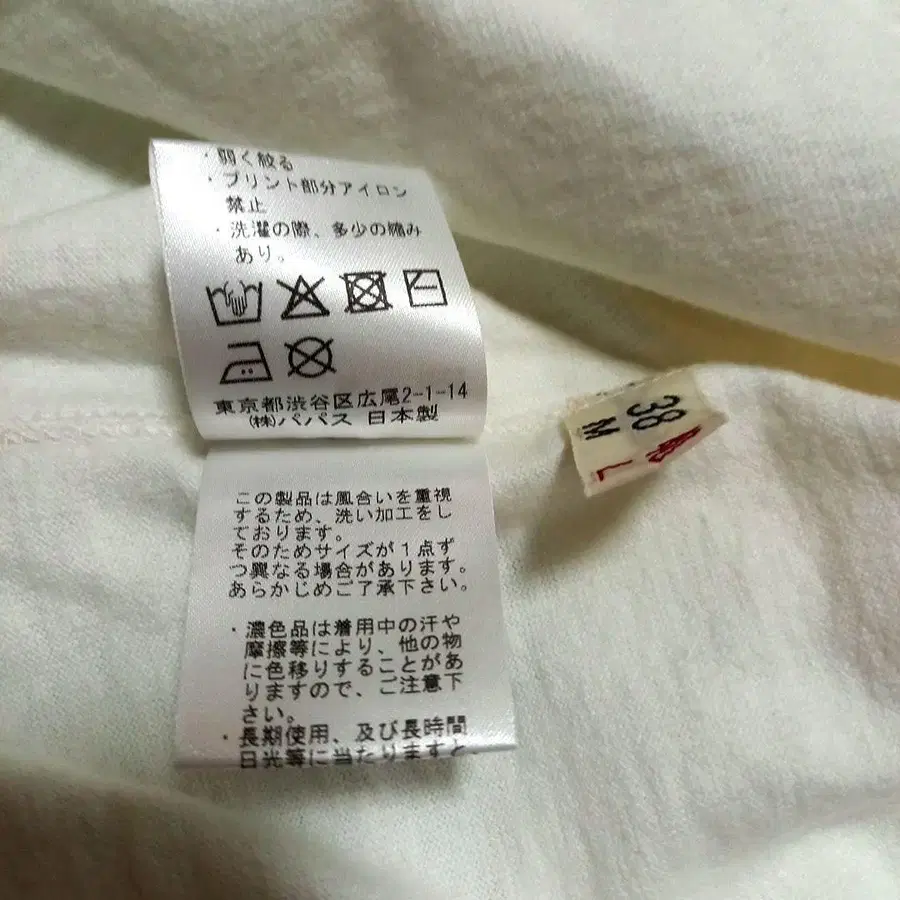 ・弱く絞る
・プリント部分アイロン
禁止
・洗濯の際、多少の縮み
あり。
東京都渋谷区広尾2-1-14
(株)パパス 日本製
この製品は風合いを重視
するため、洗い加工をし
ております。
そのためサイズが1点ず
つ異なる場合があります。
あらかじめご了承下さい。
・濃色品は着用中の汗や
摩擦等により、他の物
に色移りすることがあ
りますので、ご注意下
さい。
・長期使用、及び長時間
日光等に当たりますと、
38
M
L